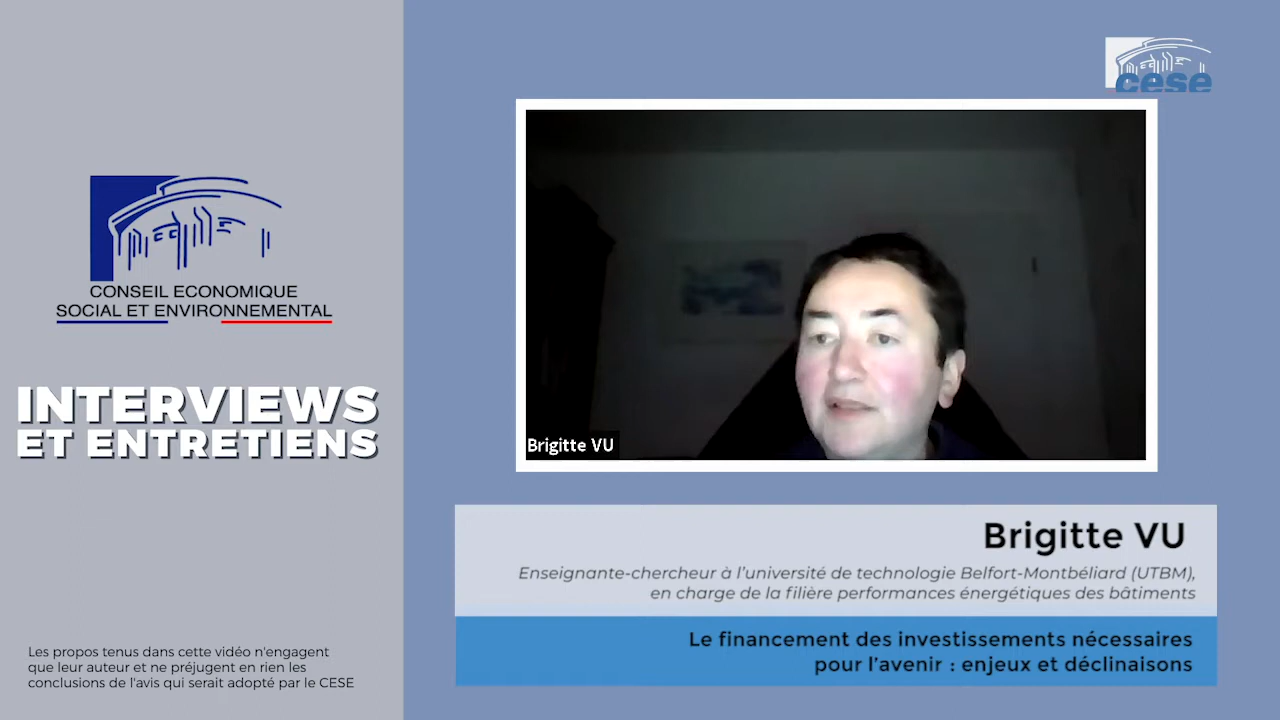 CONSEIL ECONOMIQUE
SOCIAL ET ENVIRONNEMENTAL
INTERVIEWS
ET ENTRETIENS
Les propos tenus dans cette vidéo n'engagent
que leur auteur et ne préjugent en rien les
conclusions de l'avis qui serait adopté par le CESE
cese
Brigitte VU
Brigitte VU
Enseignante-chercheur à l'université de technologie Belfort-Montbéliard (UTBM),
en charge de la filière performances énergétiques des bâtiments
Le financement des investissements nécessaires
pour l'avenir : enjeux et déclinaisons